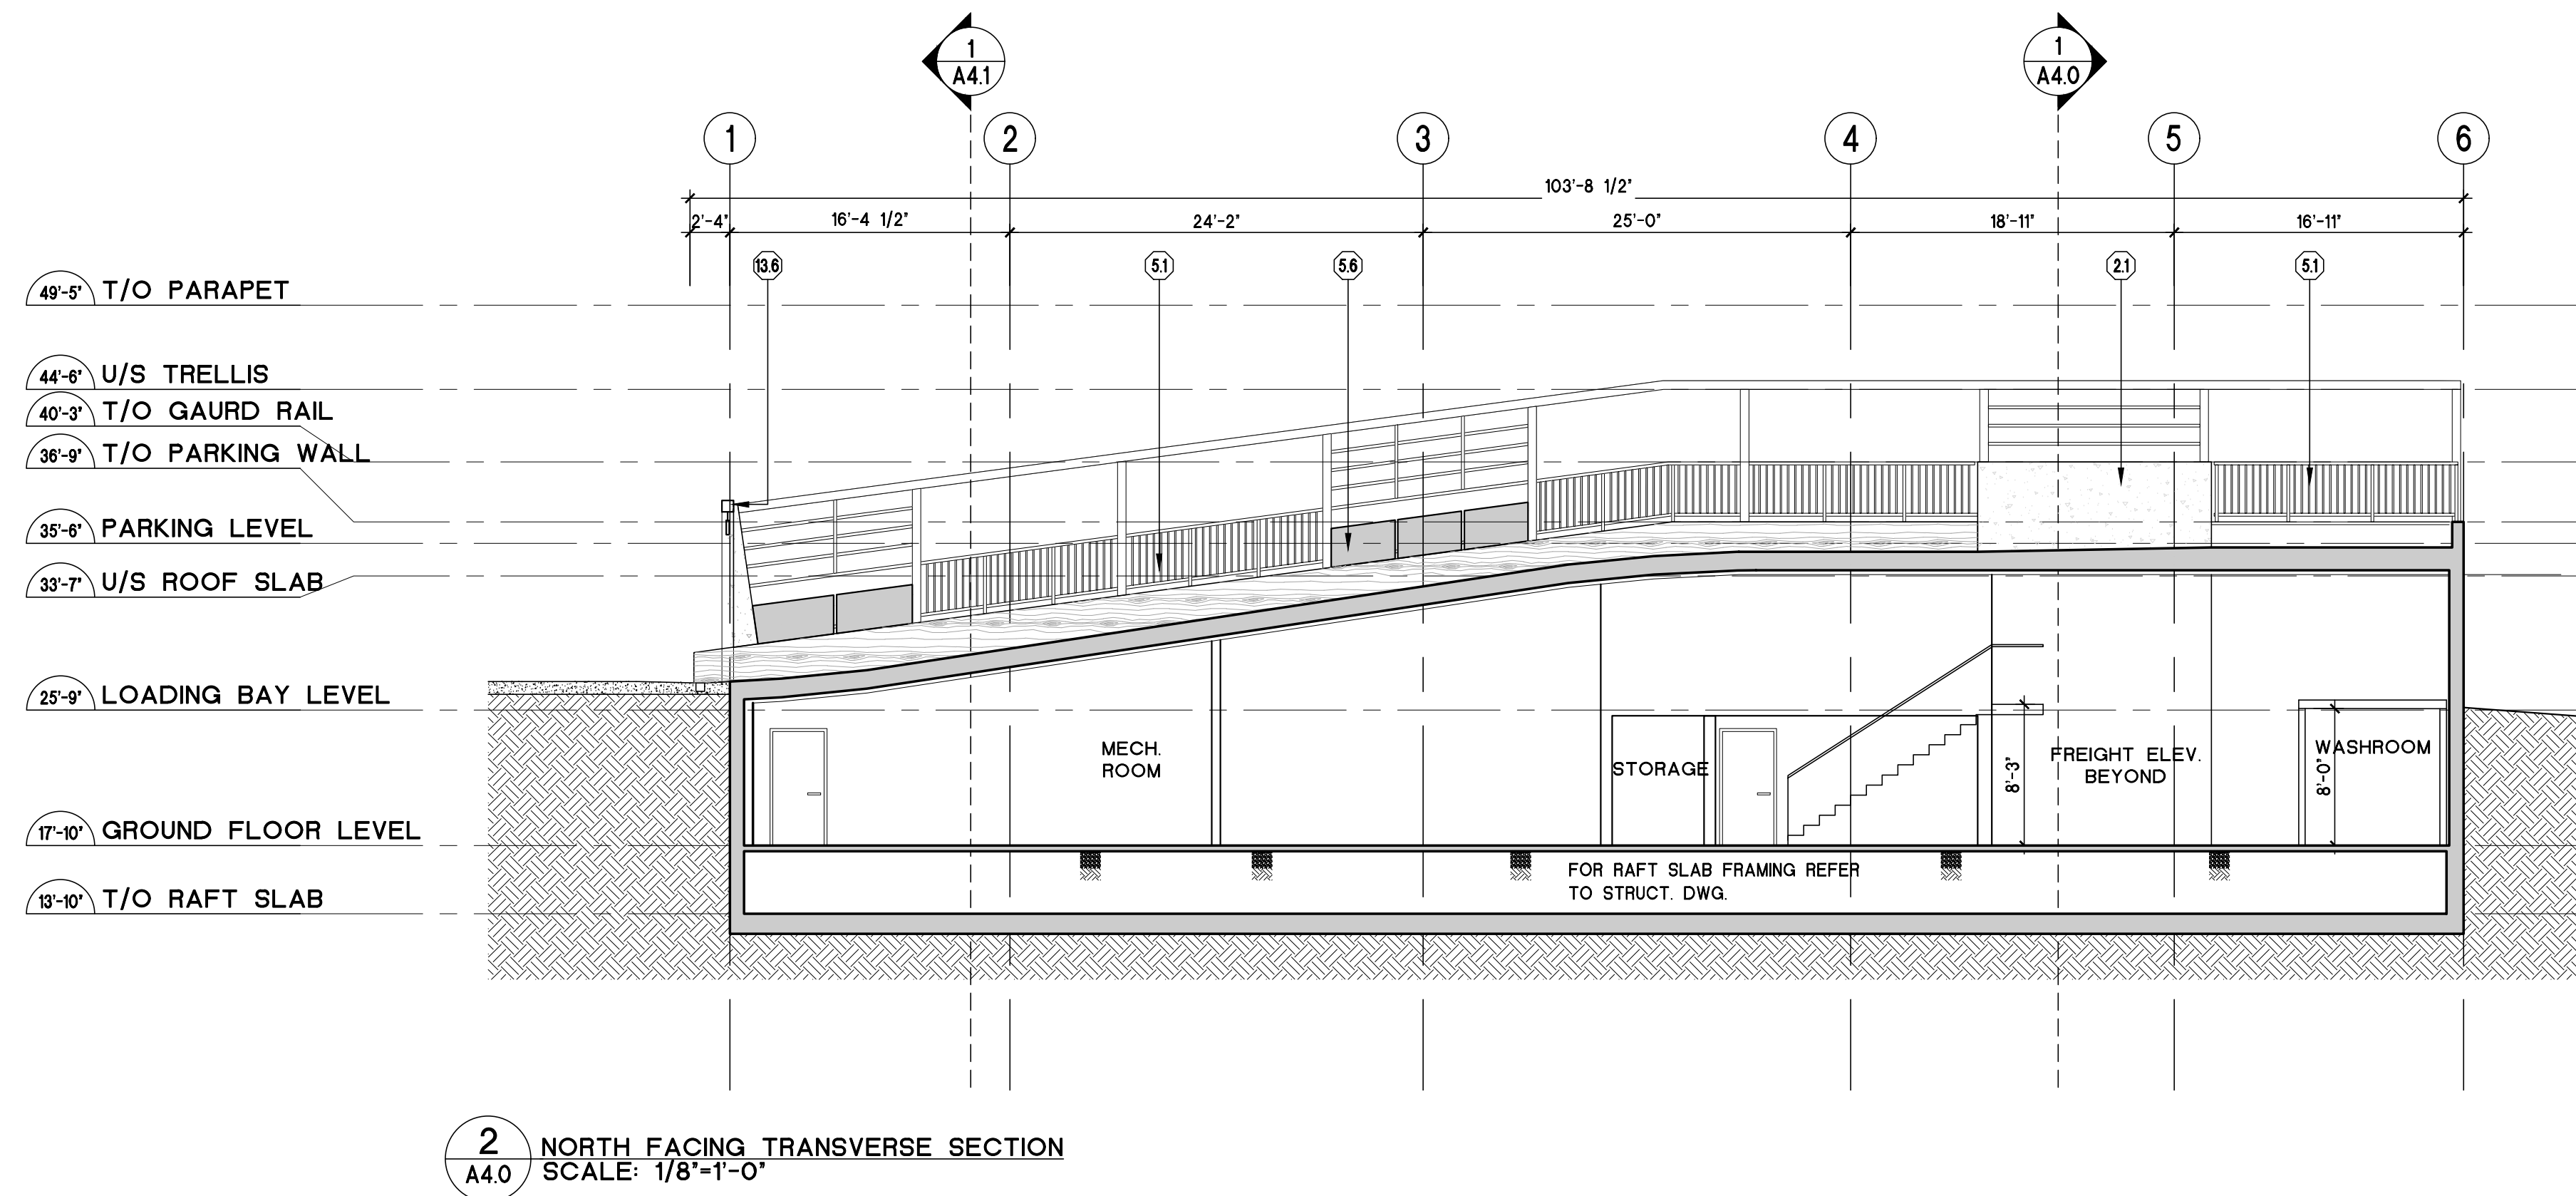 1
A4.1
1
A4.0
1
2
3
4
5
6
103'-8 1/2"
2'-4"
16'-4 1/2"
24'-2"
25'-0"
18'-11"
16'-11"
13.6
5.1
5.6
2.1
5.1
49'-5" T/O PARAPET
44'-6" U/S TRELLIS
40'-3" T/O GAURD RAIL
36'-9" T/O PARKING WALL
35'-6" PARKING LEVEL
33'-7" U/S ROOF SLAB
25'-9" LOADING BAY LEVEL
17'-10" GROUND FLOOR LEVEL
13'-10" T/O RAFT SLAB
MECH.
ROOM
STORAGE
8'-3"
FREIGHT ELEV.
BEYOND
8'-0"
WASHROOM
FOR RAFT SLAB FRAMING REFER
TO STRUCT. DWG.
2
A4.0
NORTH FACING TRANSVERSE SECTION
SCALE: 1/8"=1'-0"